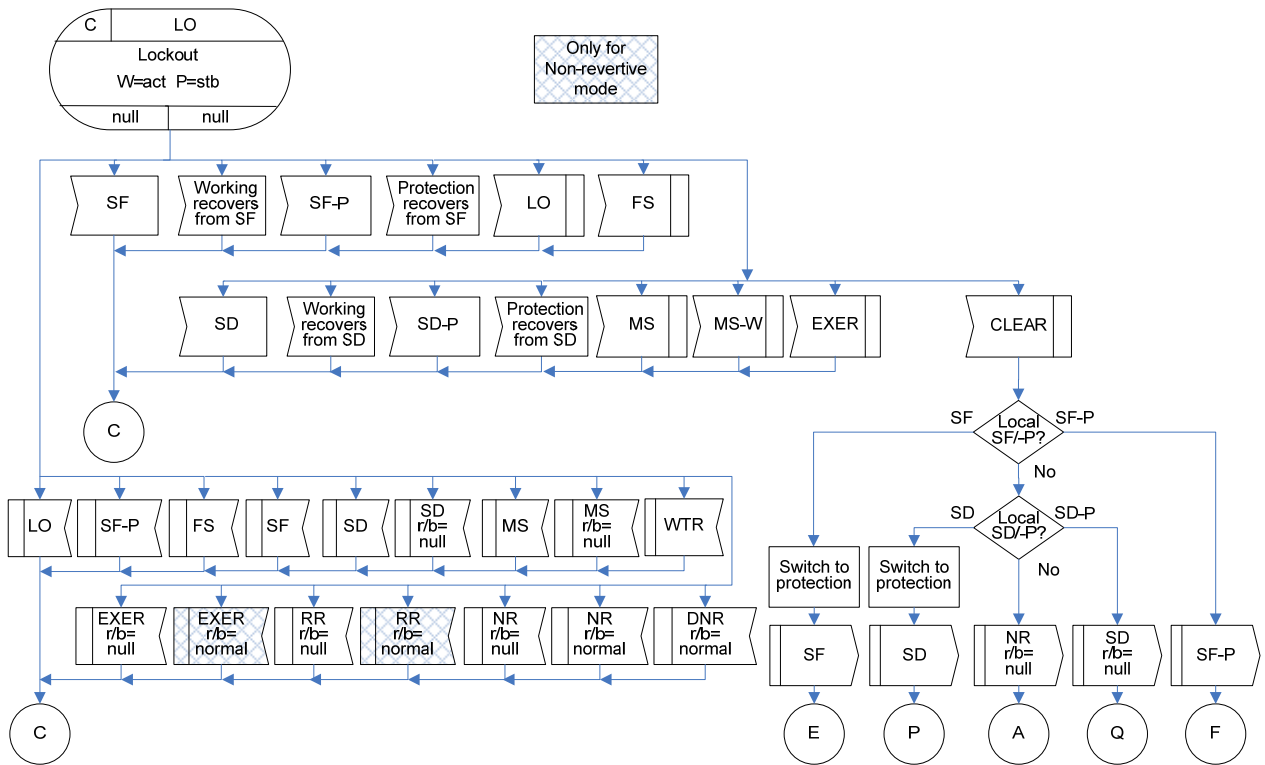 C LO
Lockout
W=act P=stb
null null
Only for
Non-revertive
mode
SF
Working
recovers
from SF
SF-P
Protection
recovers
from SF
LO
FS
SD
Working
recovers
from SD
SD-P
Protection
recovers
from SD
MS
MS-W
EXER
CLEAR
C
SF
Local
SF/-P?
SF-P
No
SD
Local
SD/-P?
SD-P
No
LO
SF-P
FS
SF
SD
SD
r/b=
null
MS
MS
r/b=
null
WTR
Switch to
protection
Switch to
protection
EXER
r/b=
null
EXER
r/b=
normal
RR
r/b=
null
RR
r/b=
normal
NR
r/b=
null
NR
r/b=
normal
DNR
r/b=
normal
SF
SD
NR
r/b=
null
SD
r/b=
null
SF-P
C
E
P
A
Q
F